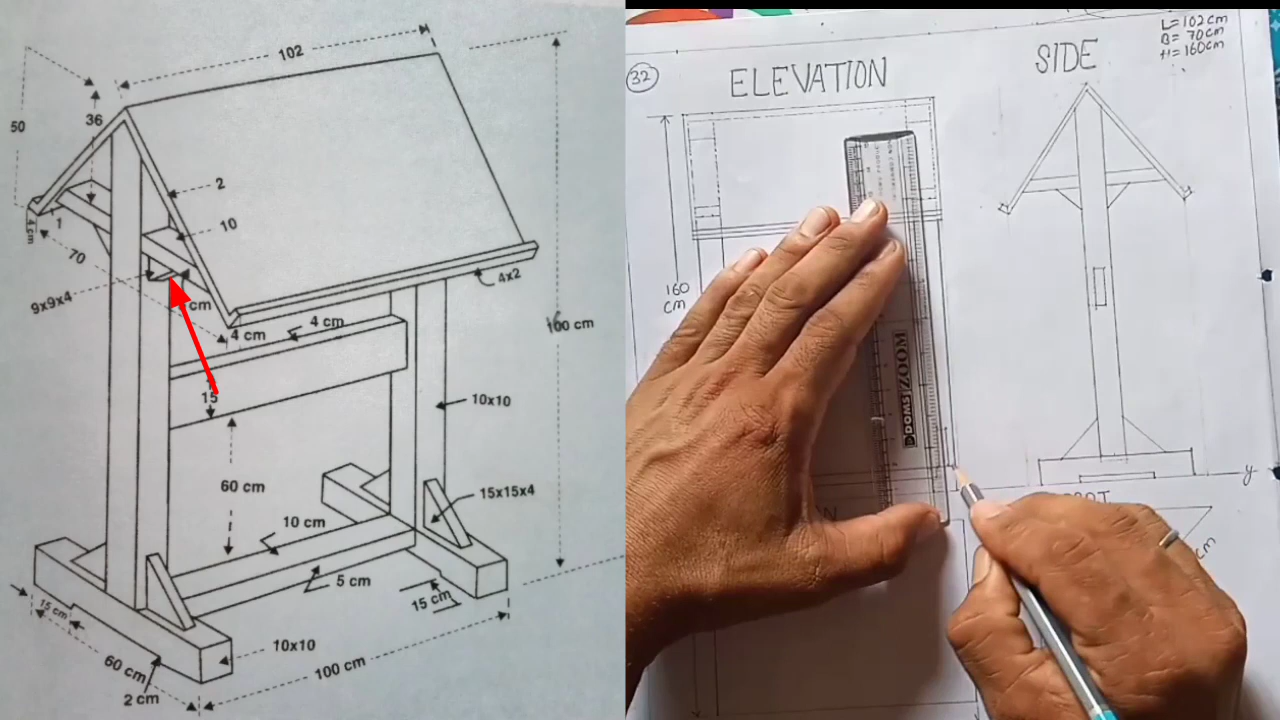 102
50
36
2
10
1
4 cm
70
9x9x4
cm
4 cm
4 cm
4x2
160 cm
15
10x10
60 cm
15x15x4
10 cm
5 cm
15 cm
15 cm
60 cm
2 cm
10x10
100 cm
32
ELEVATION
SIDE
L=102cm
B=70cm
H=160cm
160
cm
DOMS ZOOM
y
cm